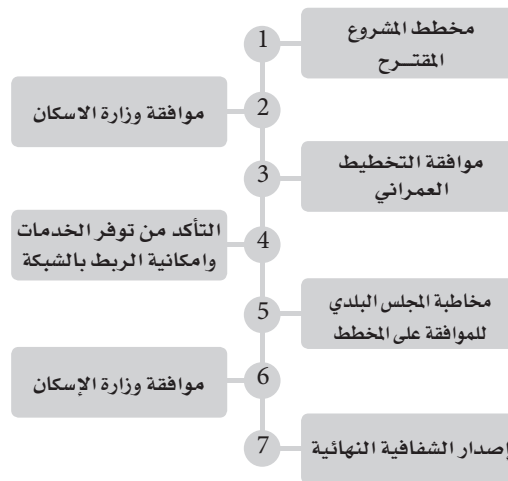 1
مخطط المشروع
المقتــرح
2
موافقة وزارة الاسكان
3
موافقة التخطيط
العمراني
4
التأكد من توفر الخدمات
وامكانية الربط بالشبكة
5
مخاطبة المجلس البلدي
للموافقة على المخطط
6
موافقة وزارة الإسكان
7
إصدار الشفافية النهائية